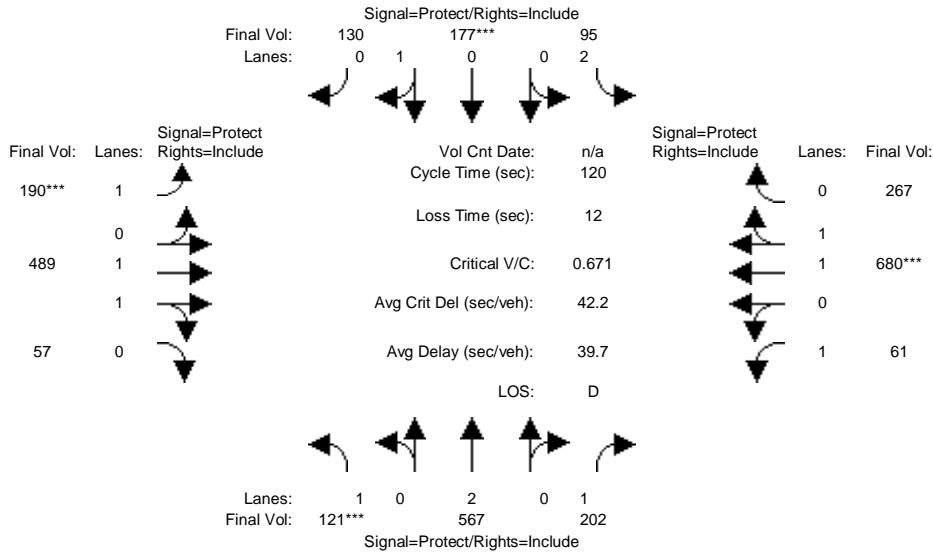 Signal=Protect/Rights=Include
Final Vol: 130 177*** 95
Lanes: 0 1 0 0 2
Signal=Protect
Final Vol: Lanes: Rights=Include
Vol Cnt Date: n/a
Signal=Protect
Rights=Include Lanes: Final Vol:
Cycle Time (sec): 120
190*** 1
0 267
Loss Time (sec): 12
0
1
489 1
Critical V/C: 0.671
1 680***
1
Avg Crit Del (sec/veh): 42.2
0
57 0
Avg Delay (sec/veh): 39.7
1 61
LOS: D
Lanes: 1 0 2 0 1
Final Vol: 121*** 567 202
Signal=Protect/Rights=Include